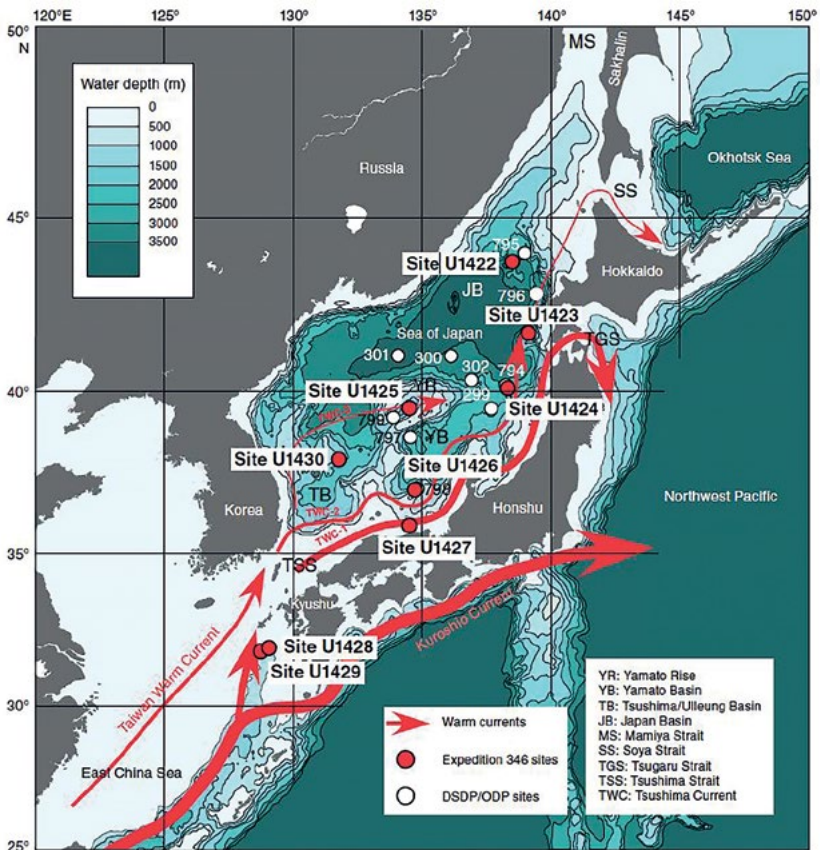 120°E
125°
130°
135°
140°
145°
150°
50°
N
MS
Sakhalin
Water depth (m)
0
500
1000
1500
2000
2500
3000
3500
Russia
Okhotsk Sea
45°
SS
795
Site U1422
Hokkaido
JB
796
Site U1423
Sea of Japan
TGS
301
300
302
794
40°
YR
Site U1425
299
TWC-3
Site U1424
797
YB
Site U1430
Site U1426
TB
798
Northwest Pacific
Korea
Honshu
TWC-2
TWC-1
Site U1427
35°
TSS
Kyushu
Kuroshio Current
Taiwan Warm Current
Site U1428
Site U1429
30°
East China Sea
25°
Warm currents
Expedition 346 sites
DSDP/ODP sites
YR: Yamato Rise
YB: Yamato Basin
TB: Tsushima/Ulleung Basin
JB: Japan Basin
MS: Mamiya Strait
SS: Soya Strait
TGS: Tsugaru Strait
TSS: Tsushima Strait
TWC: Tsushima Current